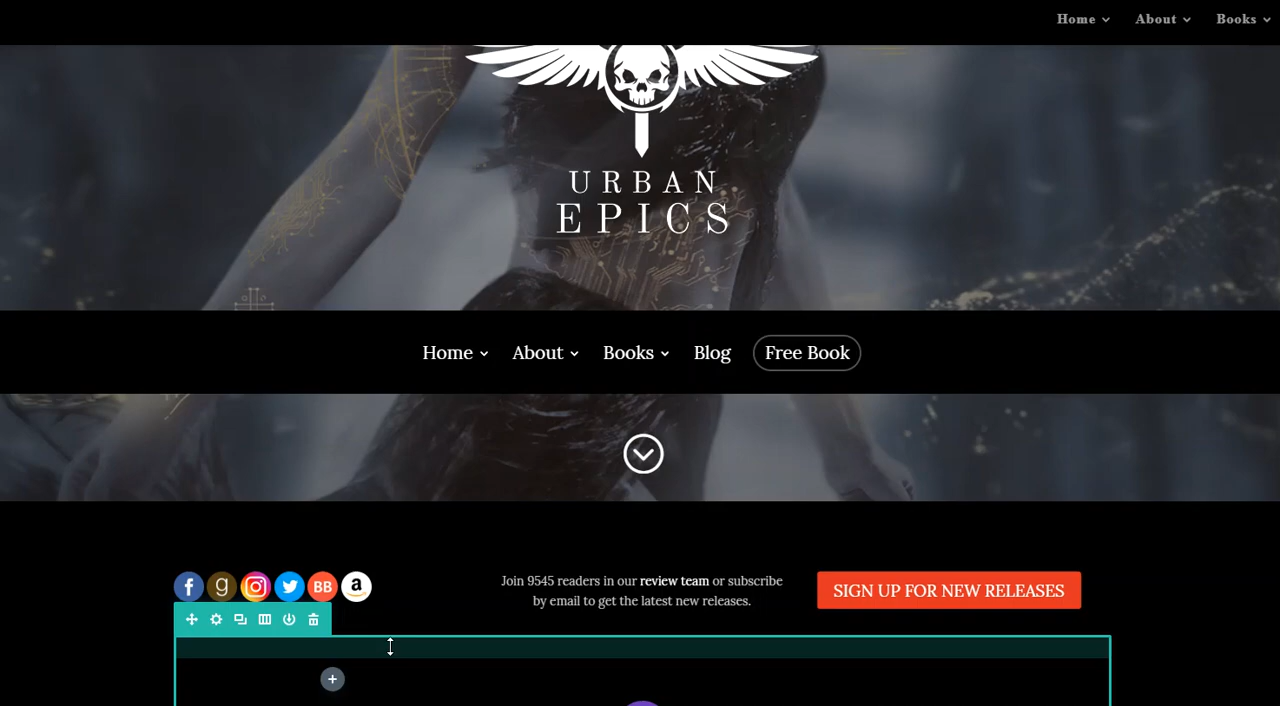 Home About Books
URBAN
EPICS
Home About Books Blog Free Book
f g BB a
Join 9545 readers in our review team or subscribe
by email to get the latest new releases.
SIGN UP FOR NEW RELEASES